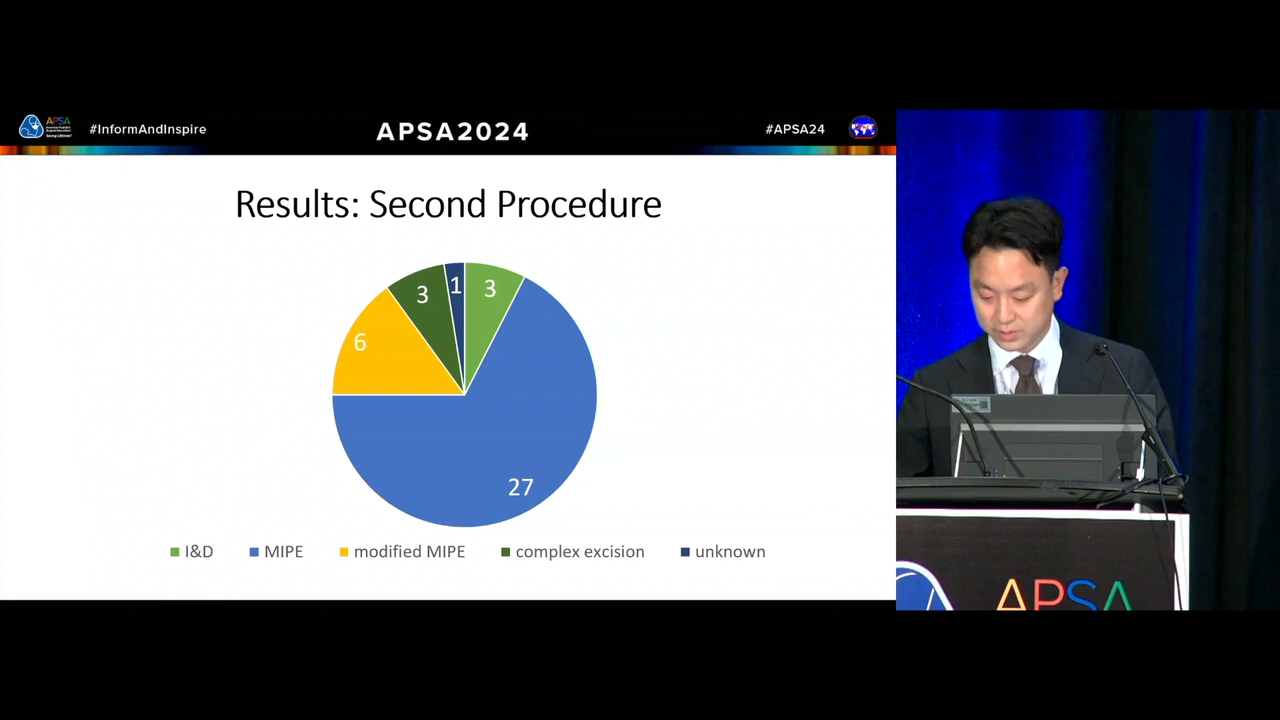 APSA
#InformAndInspire
APSA2024
#APSA24
Results: Second Procedure
1
3
3
6
27
I&D
MIPE
modified MIPE
complex excision
unknown
APSA